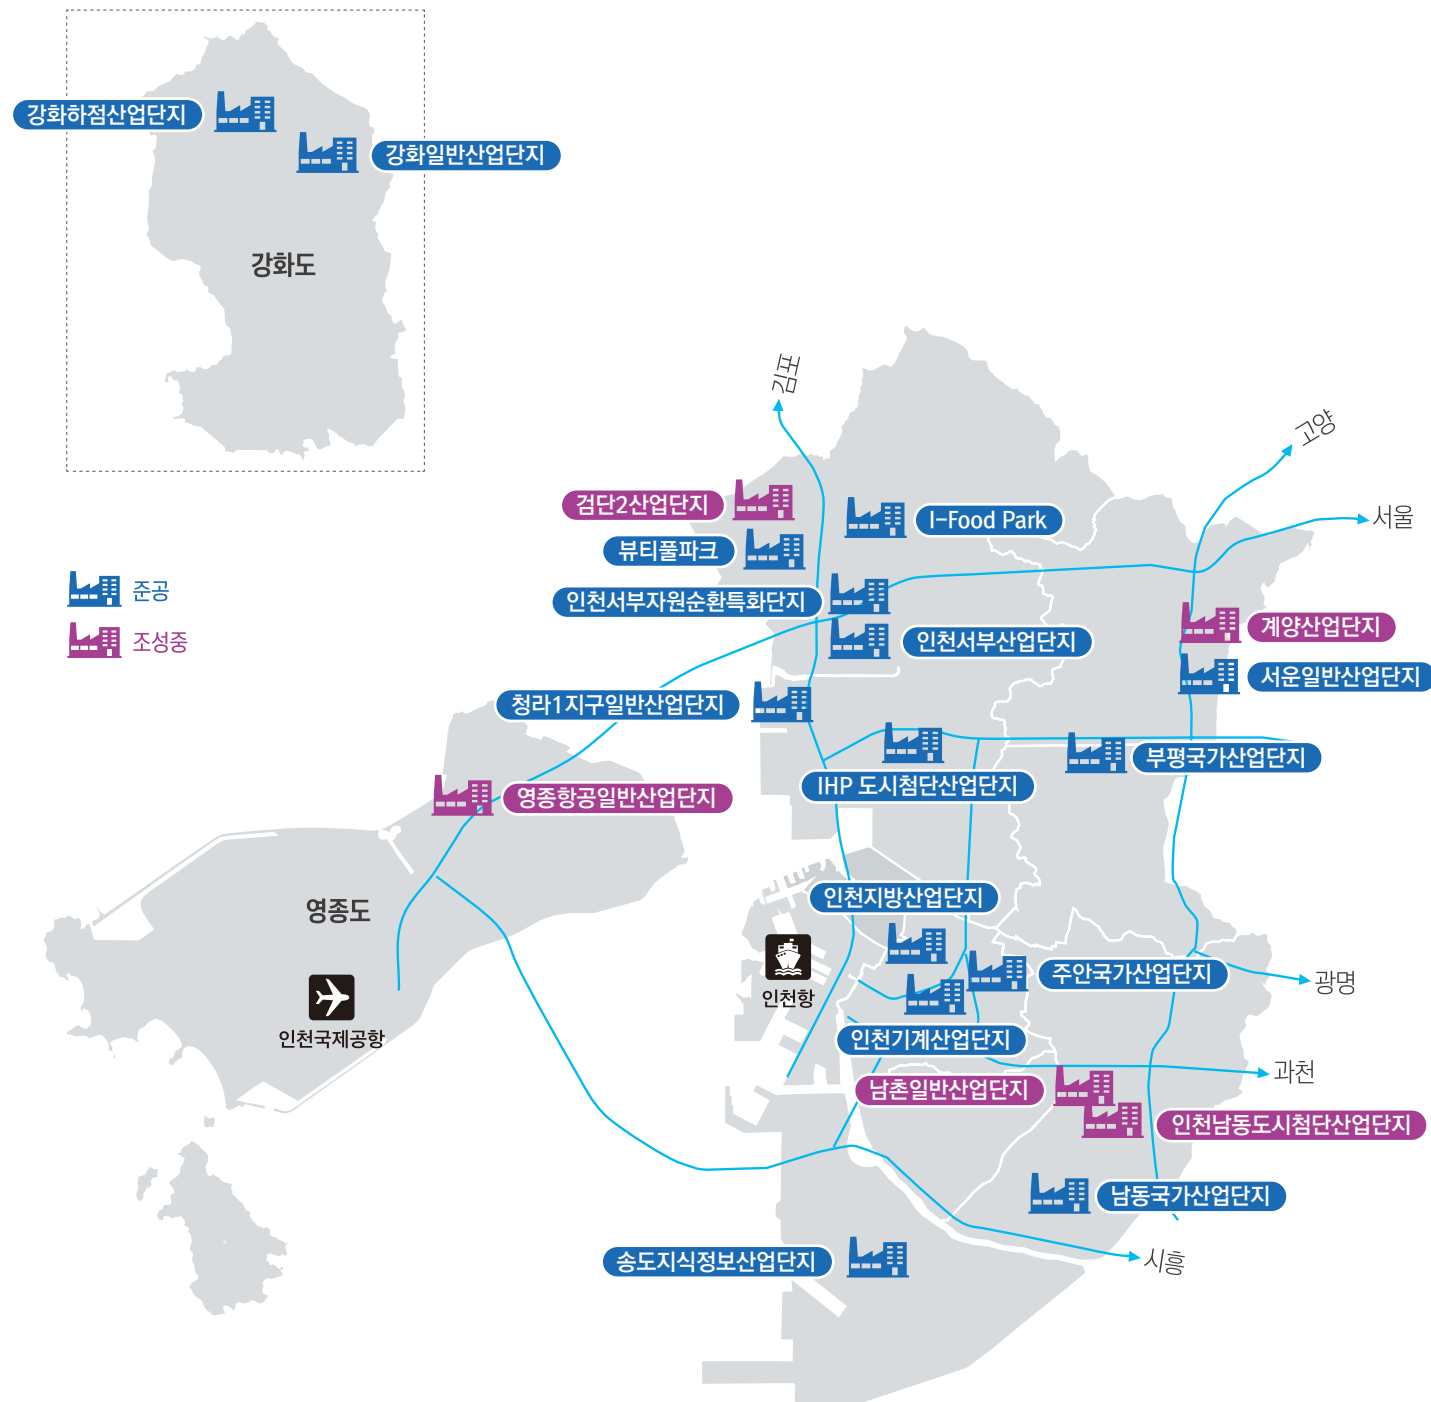 강화하점산업단지
강화일반산업단지
강화도
김포
고양
검단2산업단지
I-Food Park
서울
뷰티풀파크
준공
인천서부자원순환특화단지
계양산업단지
조성중
인천서부산업단지
서운일반산업단지
청라1지구일반산업단지
부평국가산업단지
IHP 도시첨단산업단지
영종항공일반산업단지
인천지방산업단지
영종도
주안국가산업단지
광명
인천항
인천국제공항
인천기계산업단지
과천
남촌일반산업단지
인천남동도시첨단산업단지
남동국가산업단지
송도지식정보산업단지
시흥